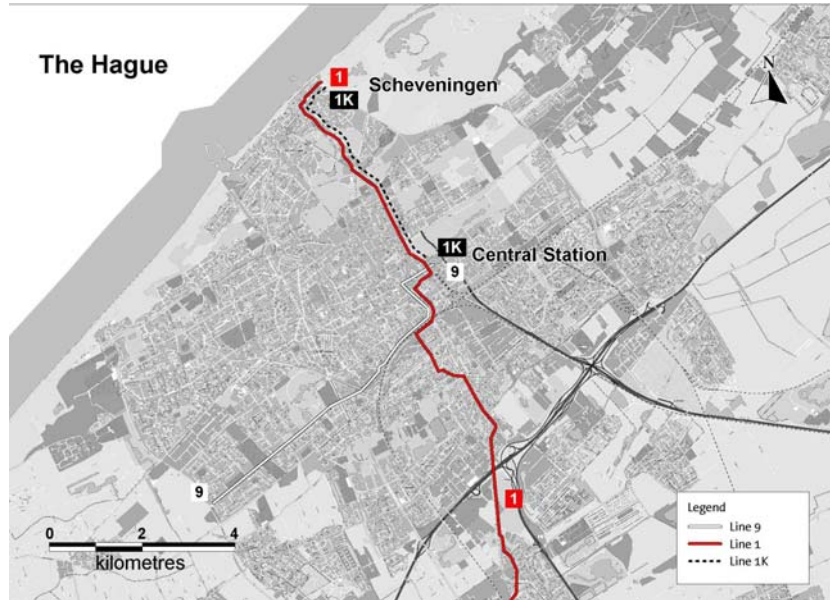 The Hague
1
1K
Scheveningen
N
1K
Central Station
9
9
1
0 2 4
kilometres
Legend
Line 9
Line 1
Line 1K